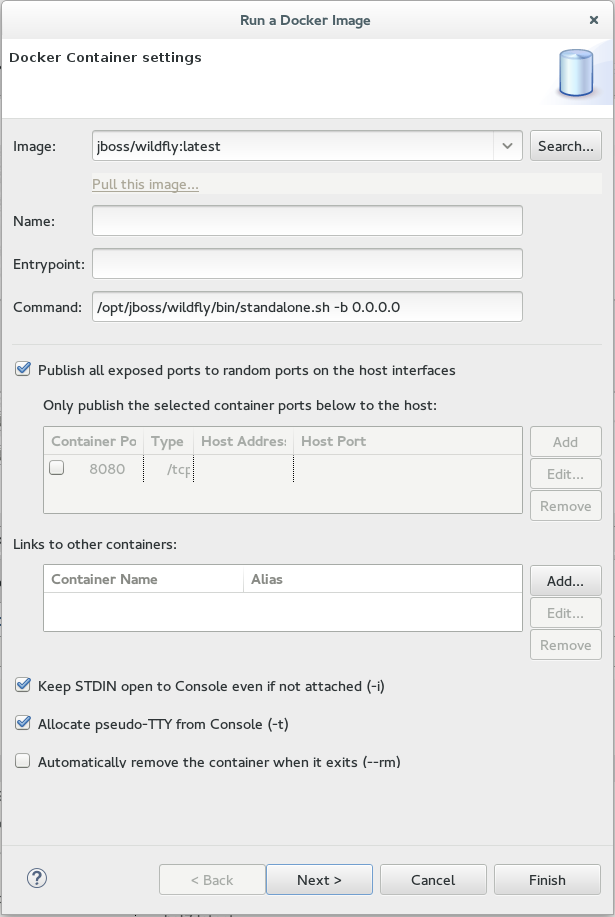 Run a Docker Image
Docker Container settings
Image: jboss/wildfly:latest Search...
Pull this image...
Name:
Entrypoint:
Command: /opt/jboss/wildfly/bin/standalone.sh -b 0.0.0.0
Publish all exposed ports to random ports on the host interfaces
Only publish the selected container ports below to the host:
Container Po Type Host Address Host Port Add
8080 /tcp Edit...
Remove
Links to other containers:
Container Name Alias Add...
Edit...
Remove
Keep STDIN open to Console even if not attached (-i)
Allocate pseudo-TTY from Console (-t)
Automatically remove the container when it exits (--rm)
? < Back Next > Cancel Finish